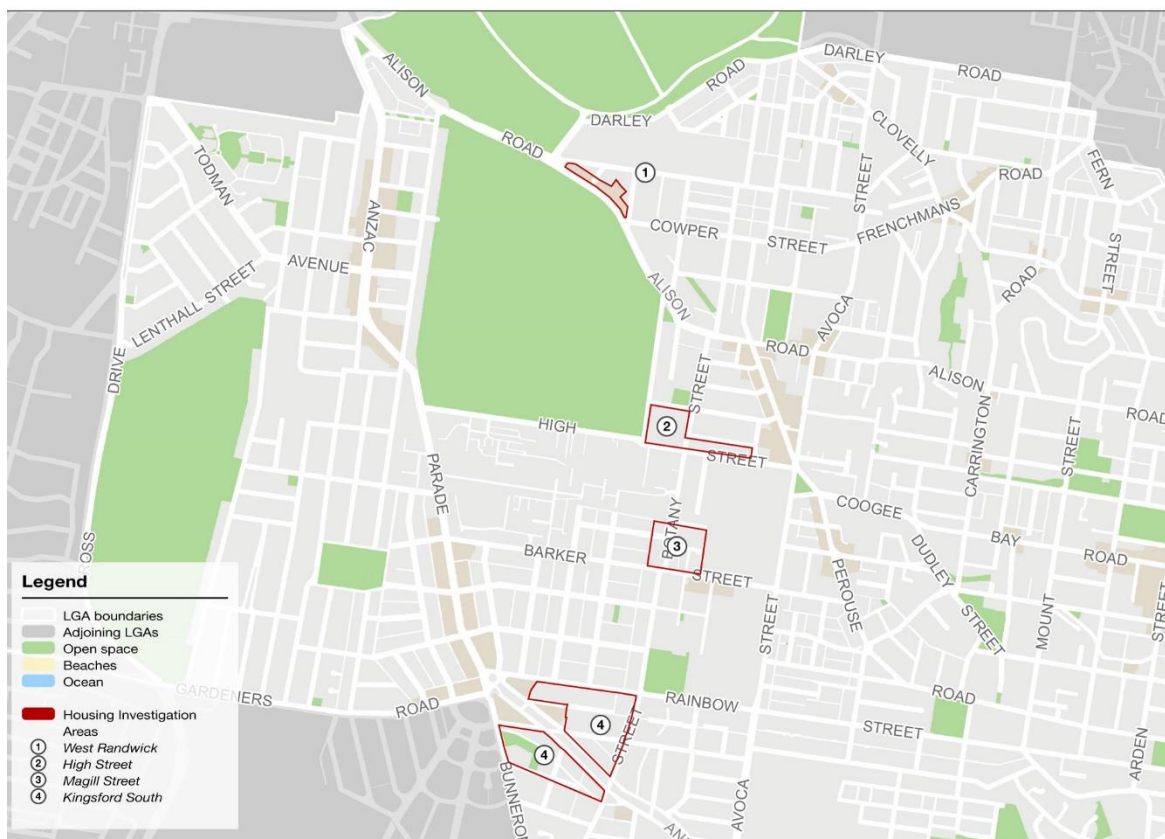 DARLEY
ROAD
ALISON
ROAD
DARLEY
ROAD
CLOVELLY
ROAD
FERN
STREET
TODMAN
AVENUE
ANZAC
PARADE
①
STREET
FRENCHMANS
ROAD
COWPER
STREET
LENTHALL STREET
ALISON
ROAD
AVOCA
ALISON
ROAD
DRIVE
STREET
CARRINGTON
STREET
HIGH
②
STREET
COOGEE
BAY
ROAD
BOTANY
③
BARKER
STREET
PEROUSE
DUDLEY
STREET
MOUNT
STREET
ROSS
STREET
GARDENERS
ROAD
RAINBOW
STREET
ROAD
④
STREET
④
BUNNERONG
AVOCA
ARDEN
AN
Legend
LGA boundaries
Adjoining LGAs
Open space
Beaches
Ocean
Housing Investigation
Areas
① West Randwick
② High Street
③ Magill Street
④ Kingsford South